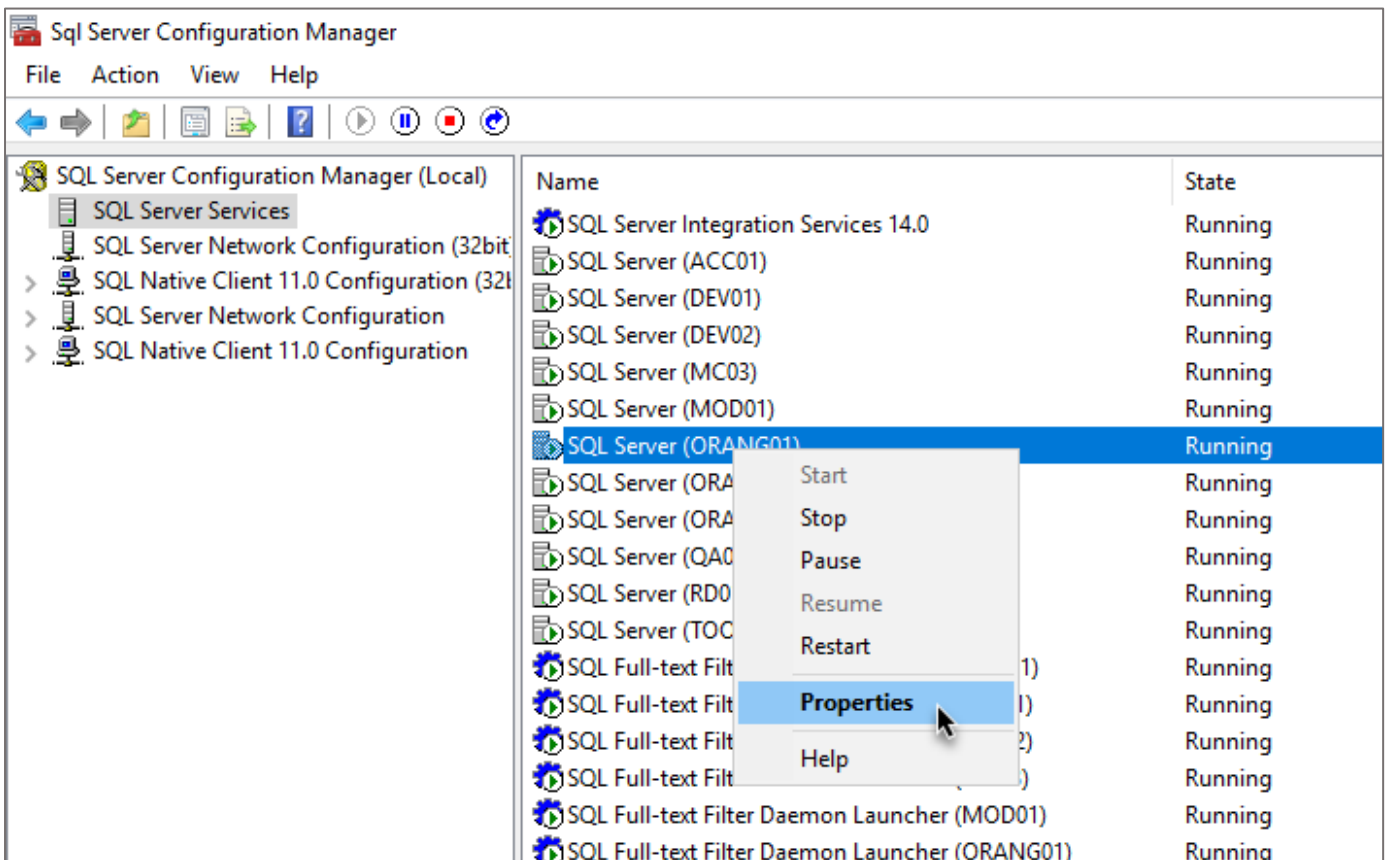 Sql Server Configuration Manager
File Action View Help
SQL Server Configuration Manager (Local)
SQL Server Services
SQL Server Network Configuration (32bit
SQL Native Client 11.0 Configuration (32b
SQL Server Network Configuration
SQL Native Client 11.0 Configuration
Name State
SQL Server Integration Services 14.0 Running
SQL Server (ACC01) Running
SQL Server (DEV01) Running
SQL Server (DEV02) Running
SQL Server (MC03) Running
SQL Server (MOD01) Running
SQL Server (ORANG01) Running
SQL Server (ORA Running
SQL Server (ORA Running
SQL Server (QA0 Running
SQL Server (RD0 Running
SQL Server (TOO Running
SQL Full-text Filt 1) Running
SQL Full-text Filt 1) Running
SQL Full-text Filt 2) Running
SQL Full-text Filt ) Running
SQL Full-text Filter Daemon Launcher (MOD01) Running
SQL Full-text Filter Daemon Launcher (ORANG01) Running
Start
Stop
Pause
Resume
Restart
Properties
Help